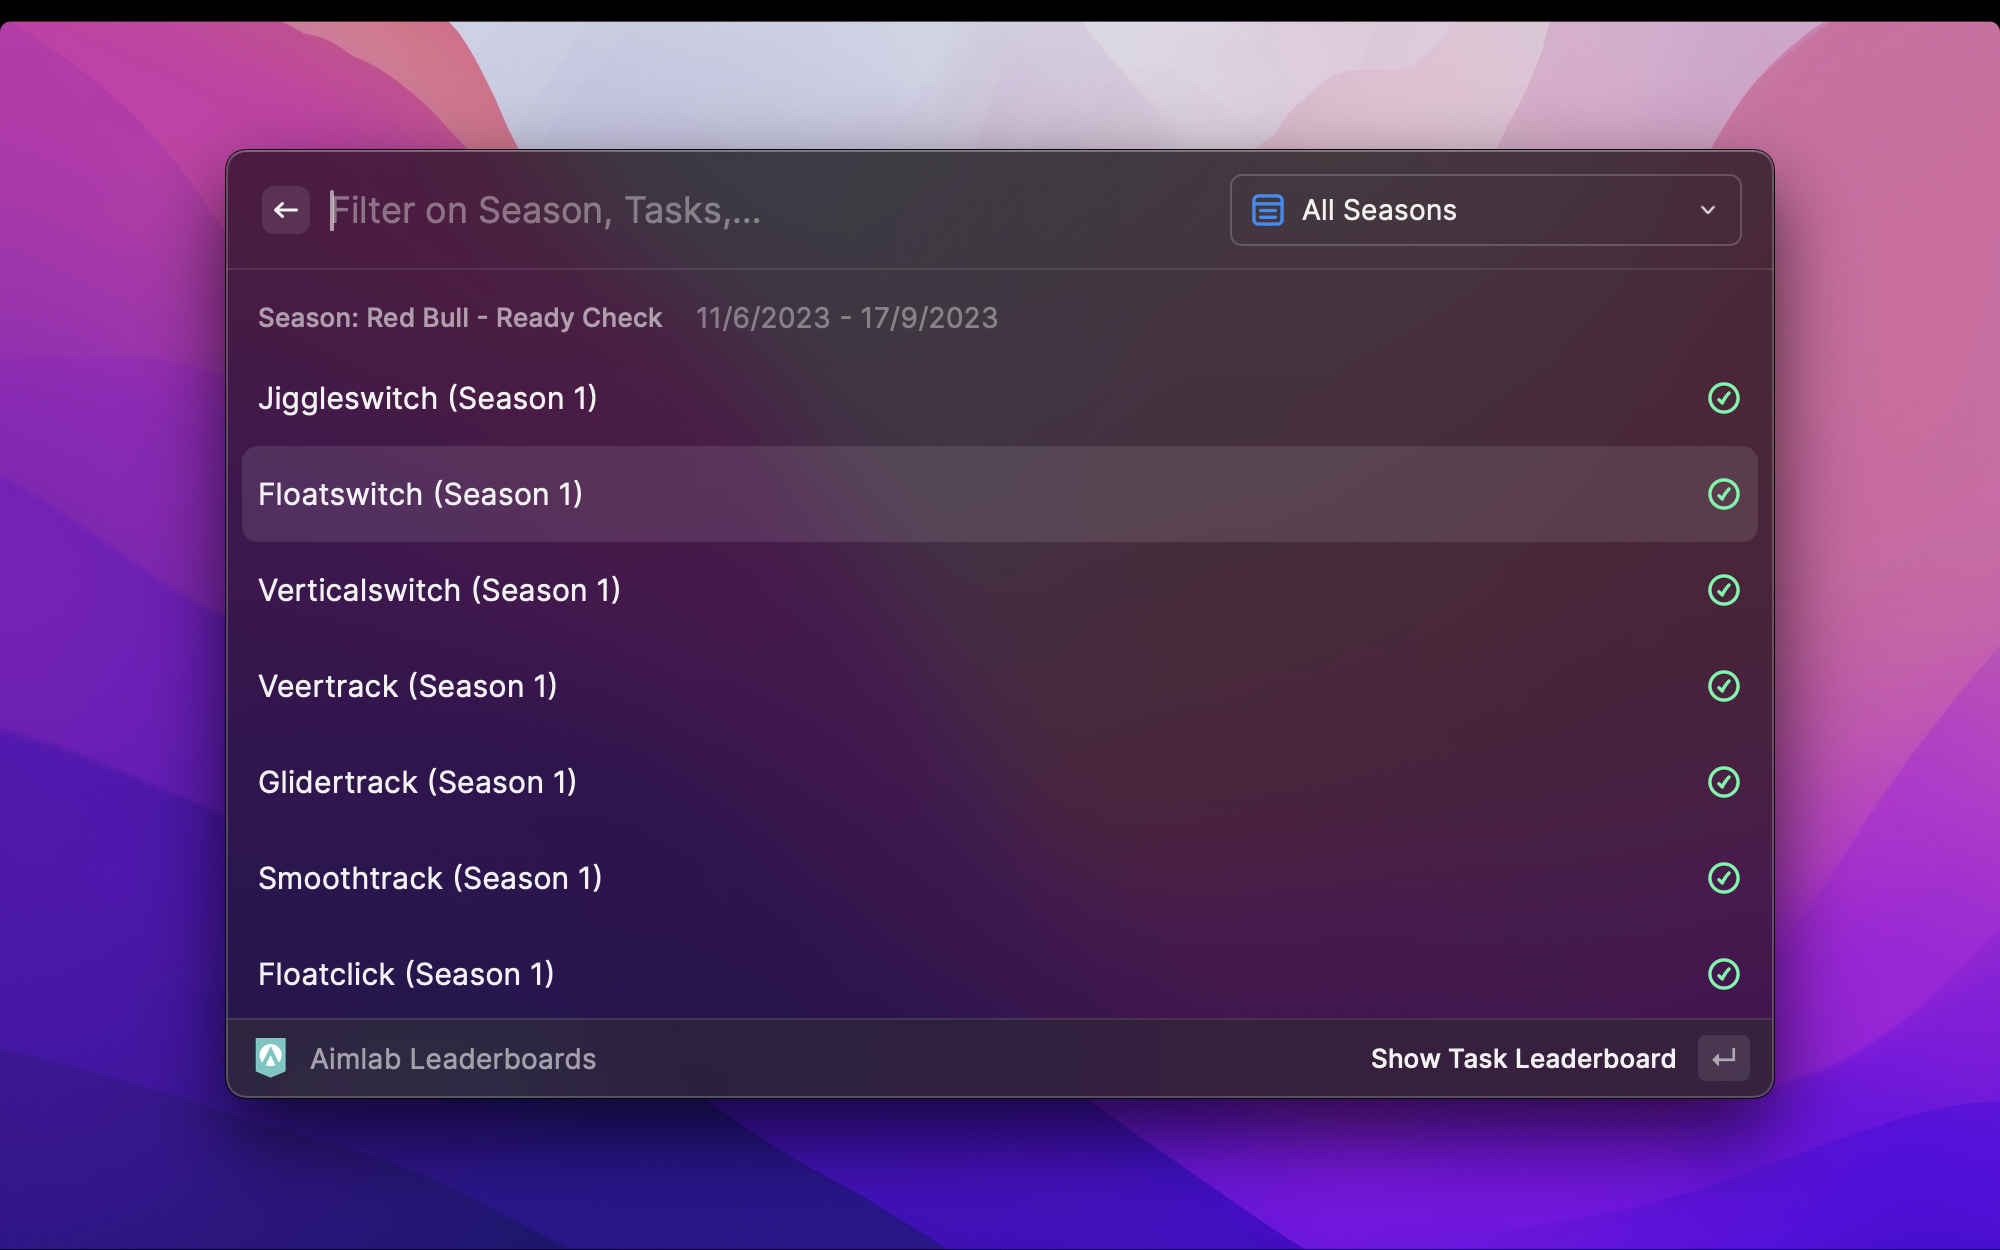 Filter on Season, Tasks,...
All Seasons
Season: Red Bull - Ready Check 11/6/2023 - 17/9/2023
Jiggleswitch (Season 1)
Floatswitch (Season 1)
Verticalswitch (Season 1)
Veertrack (Season 1)
Glidertrack (Season 1)
Smoothtrack (Season 1)
Floatclick (Season 1)
Aimlab Leaderboards
Show Task Leaderboard